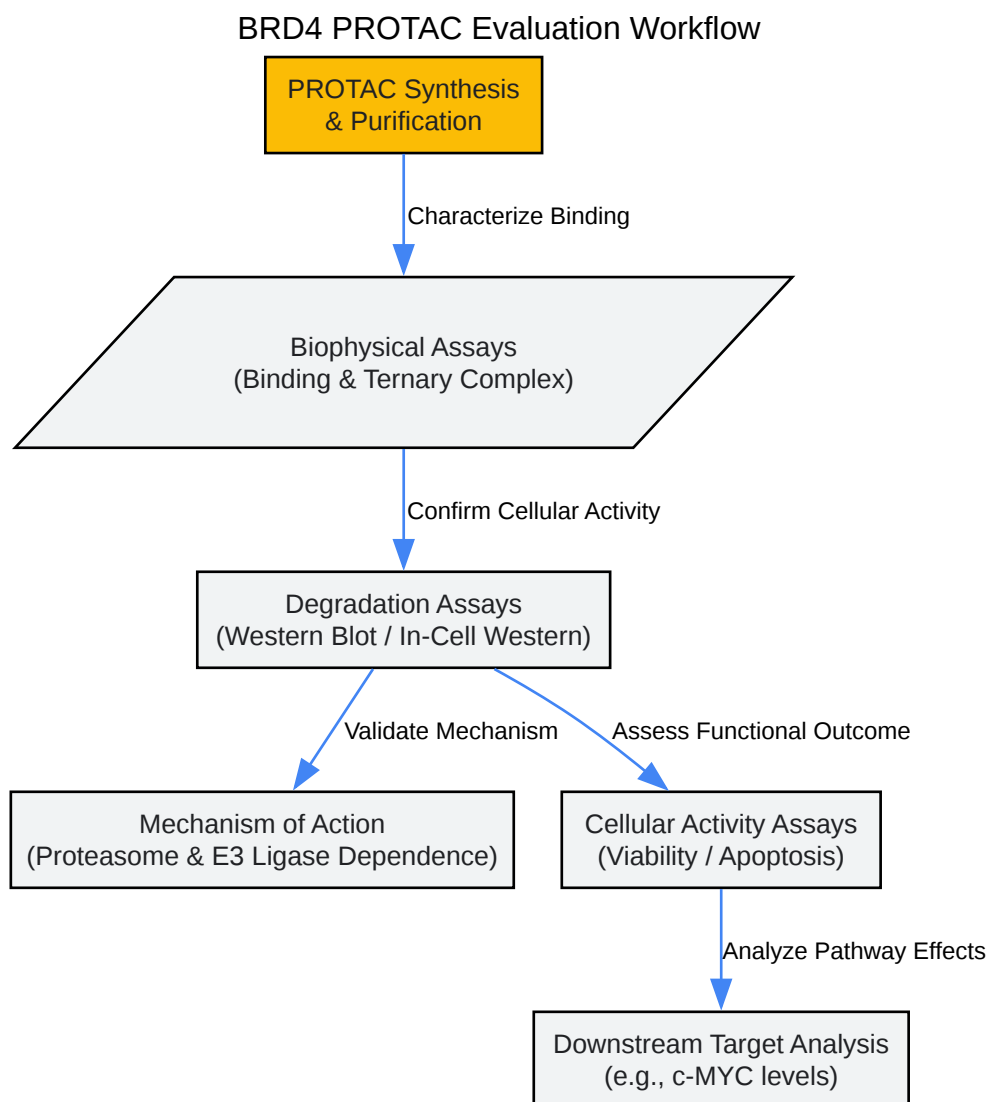 BRD4 PROTAC Evaluation Workflow
PROTAC Synthesis
& Purification
Characterize Binding
Biophysical Assays
(Binding & Ternary Complex)
Confirm Cellular Activity
Degradation Assays
(Western Blot / In-Cell Western)
Validate Mechanism
Assess Functional Outcome
Mechanism of Action
(Proteasome & E3 Ligase Dependence)
Cellular Activity Assays
(Viability / Apoptosis)
Analyze Pathway Effects
Downstream Target Analysis
(e.g., c-MYC levels)